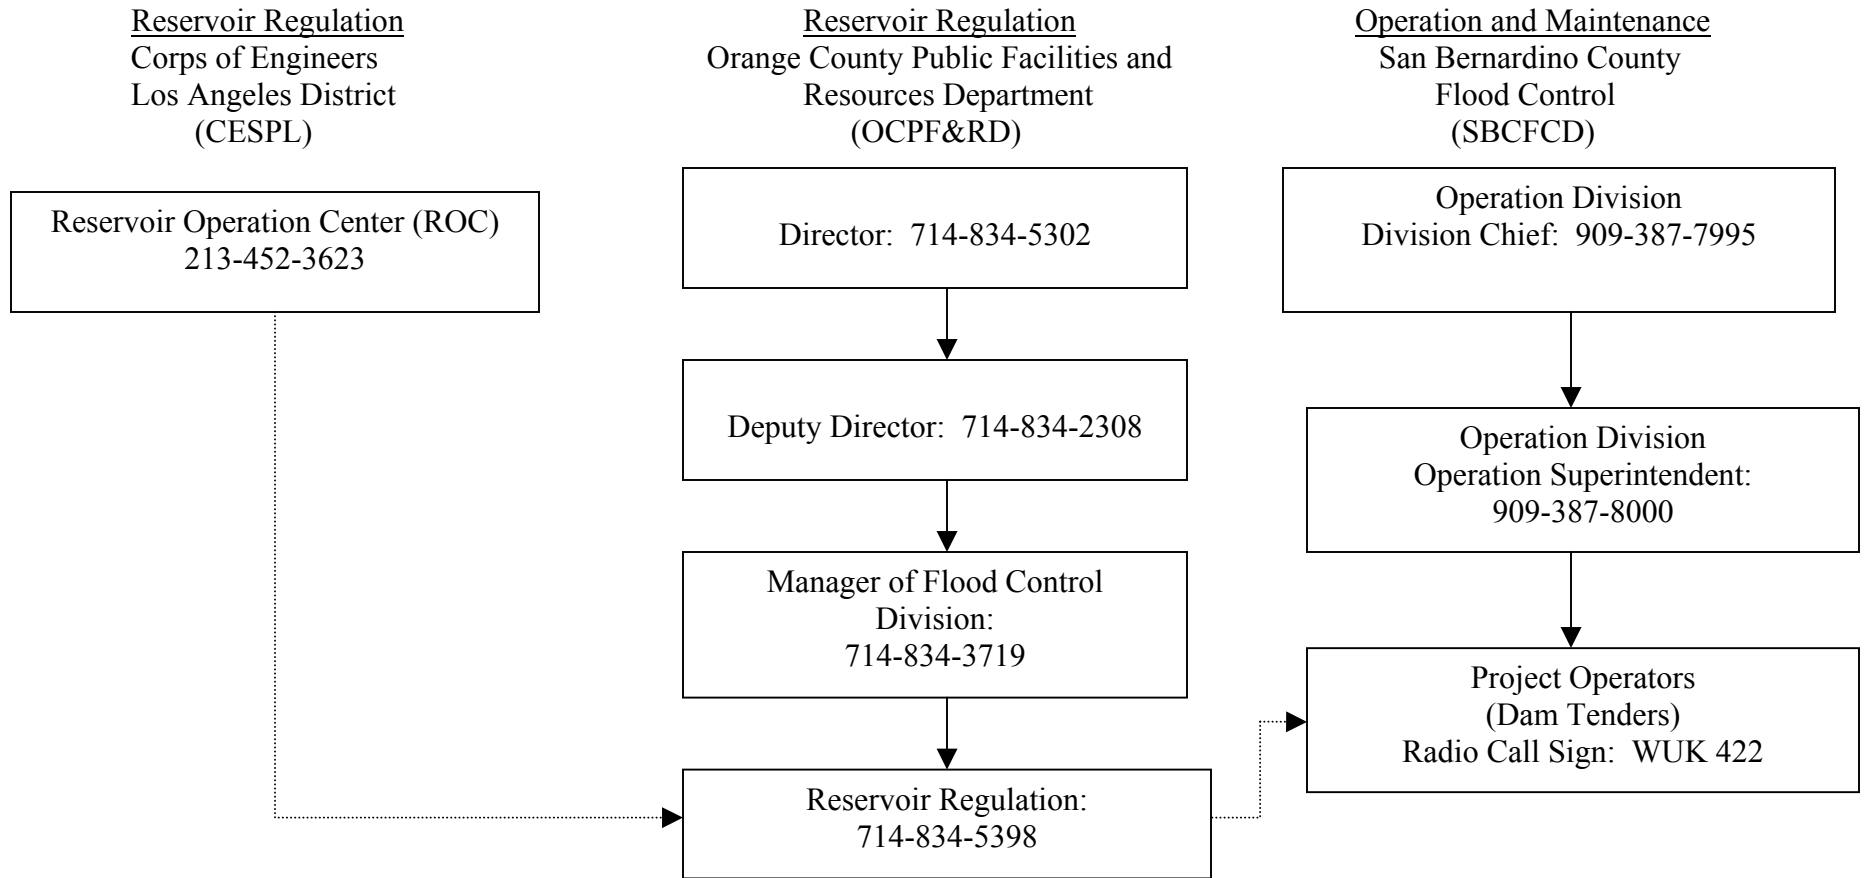 Reservoir Regulation
Corps of Engineers
Los Angeles District
(CESPL)
Reservoir Operation Center (ROC)
213-452-3623
Reservoir Regulation
Orange County Public Facilities and
Resources Department
(OCPF&RD)
Director: 714-834-5302
Deputy Director: 714-834-2308
Manager of Flood Control
Division:
714-834-3719
Reservoir Regulation:
714-834-5398
Operation and Maintenance
San Bernardino County
Flood Control
(SBCFCD)
Operation Division
Division Chief: 909-387-7995
Operation Division
Operation Superintendent:
909-387-8000
Project Operators
(Dam Tenders)
Radio Call Sign: WUK 422